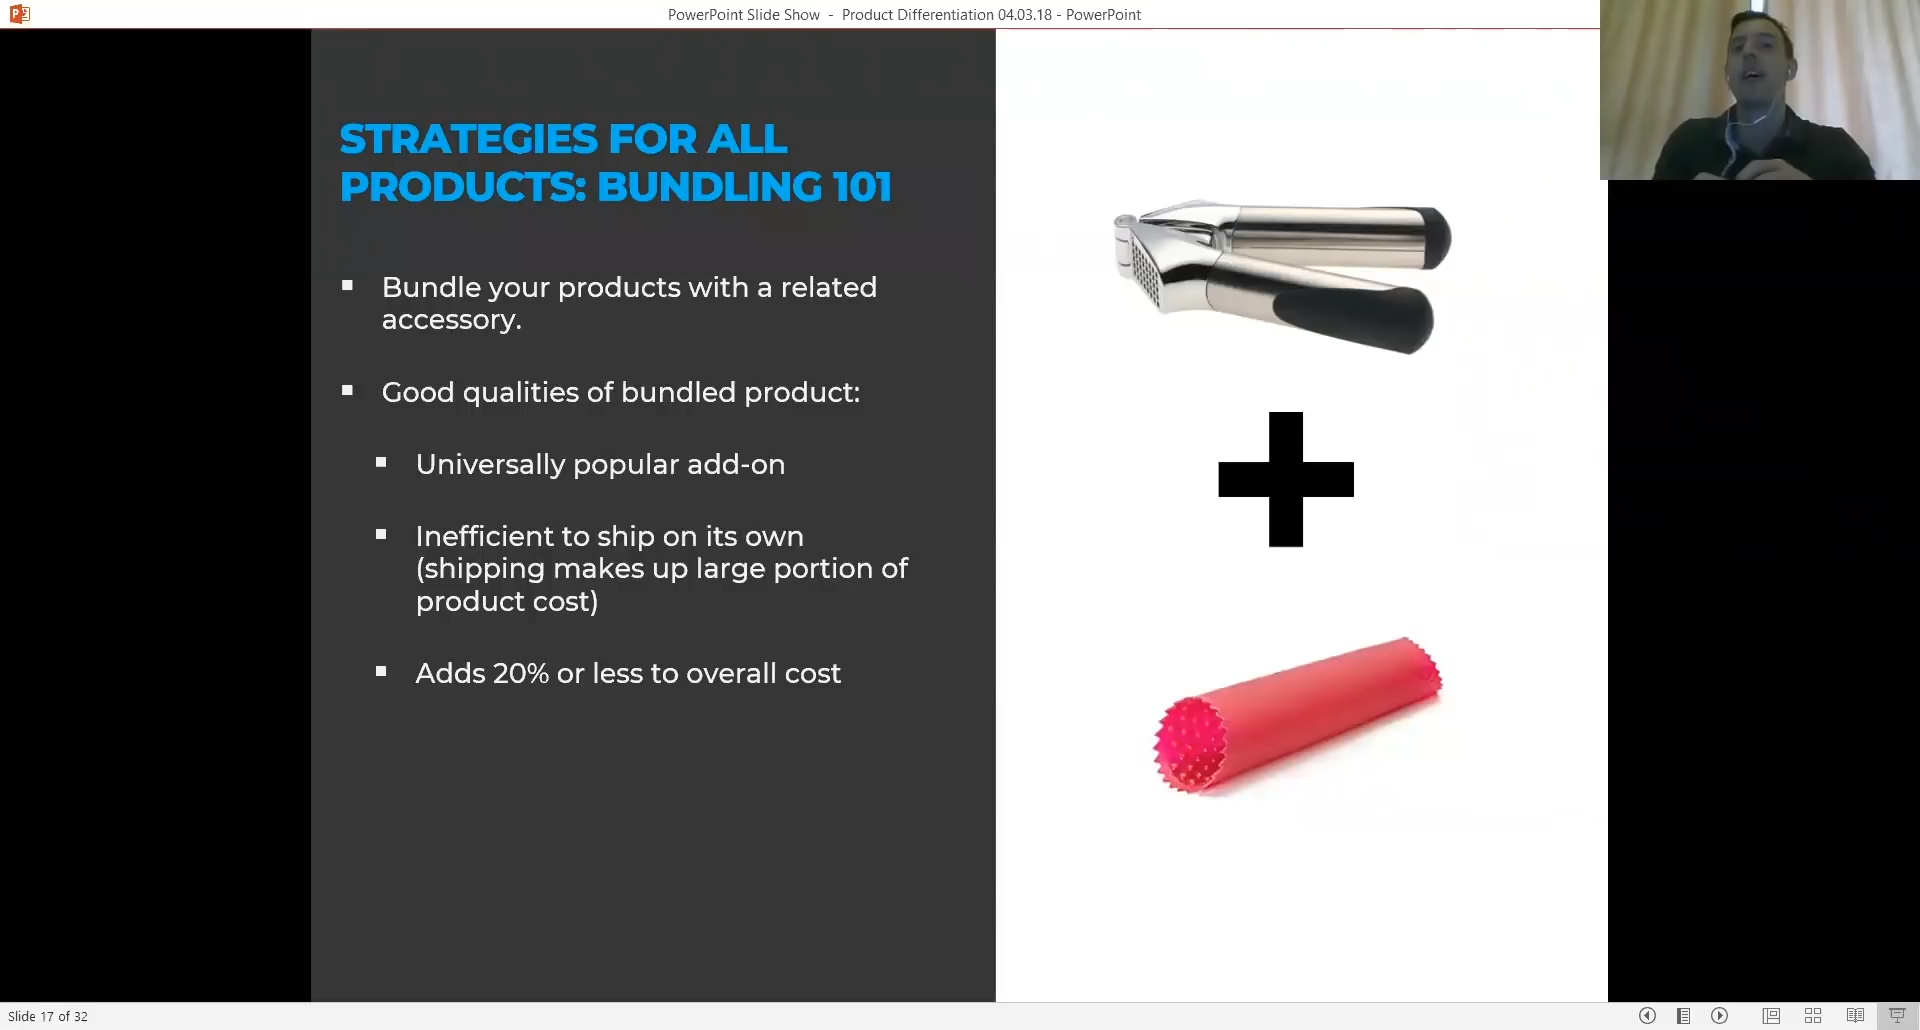 PowerPoint Slide Show - Product Differentiation 04.03.18 - PowerPoint
STRATEGIES FOR ALL
PRODUCTS: BUNDLING 101
Bundle your products with a related
accessory.
Good qualities of bundled product:
Universally popular add-on
Inefficient to ship on its own
(shipping makes up large portion of
product cost)
Adds 20% or less to overall cost
Slide 17 of 32